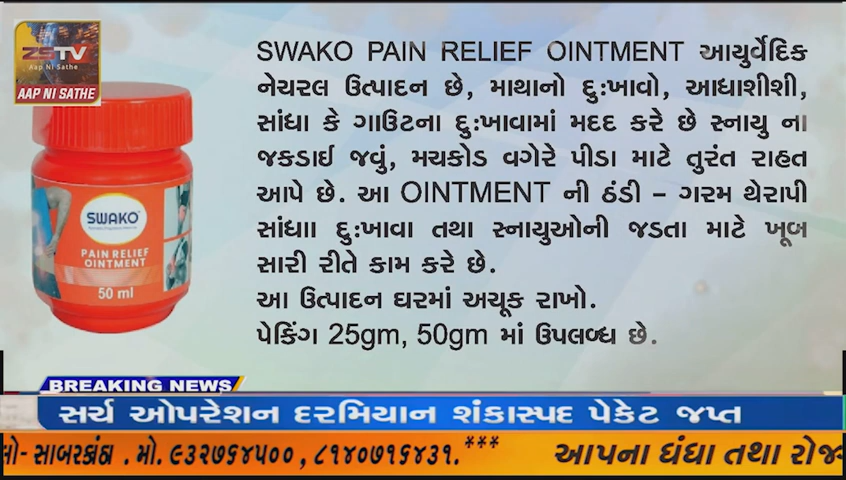 ZSTV
Aap Ni Sathe
AAP NI SATHE
SWAKO PAIN RELIEF OINTMENT આયુર્વેદિક
નેચરલ ઉત્પાદન છે, માથાનો દુઃખાવો, આધાશીશી,
સાંધા કે ગાઉટના દુઃખાવામાં મદદ કરે છે સ્નાયુ ના
જકડાઈ જવું, મચકોડ વગેરે પીડા માટે તુરંત રાહત
આપે છે. આ OINTMENT ની ઠંડી – ગરમ થેરાપી
સાંધાા દુઃખાવા તથા સ્નાયુઓની જડતા માટે ખૂબ
સારી રીતે કામ કરે છે.
આ ઉત્પાદન ઘરમાં અચૂક રાખો.
પેકિંગ 25gm, 50gm માં ઉપલબ્ધ છે.
SWAKO
PAIN RELIEF
OINTMENT
50 ml
BREAKING NEWS
સર્ચ ઓપરેશન દરમિયાન શંકાસ્પદ પેકેટ જપ્ત
લો- સાબરકાંઠા . મો. ૯૩૨૭૬૪૫૦૦ , ૮૧૪૦૭૧૬૪૩૧.*** આપના ધંધા તથા રોજ